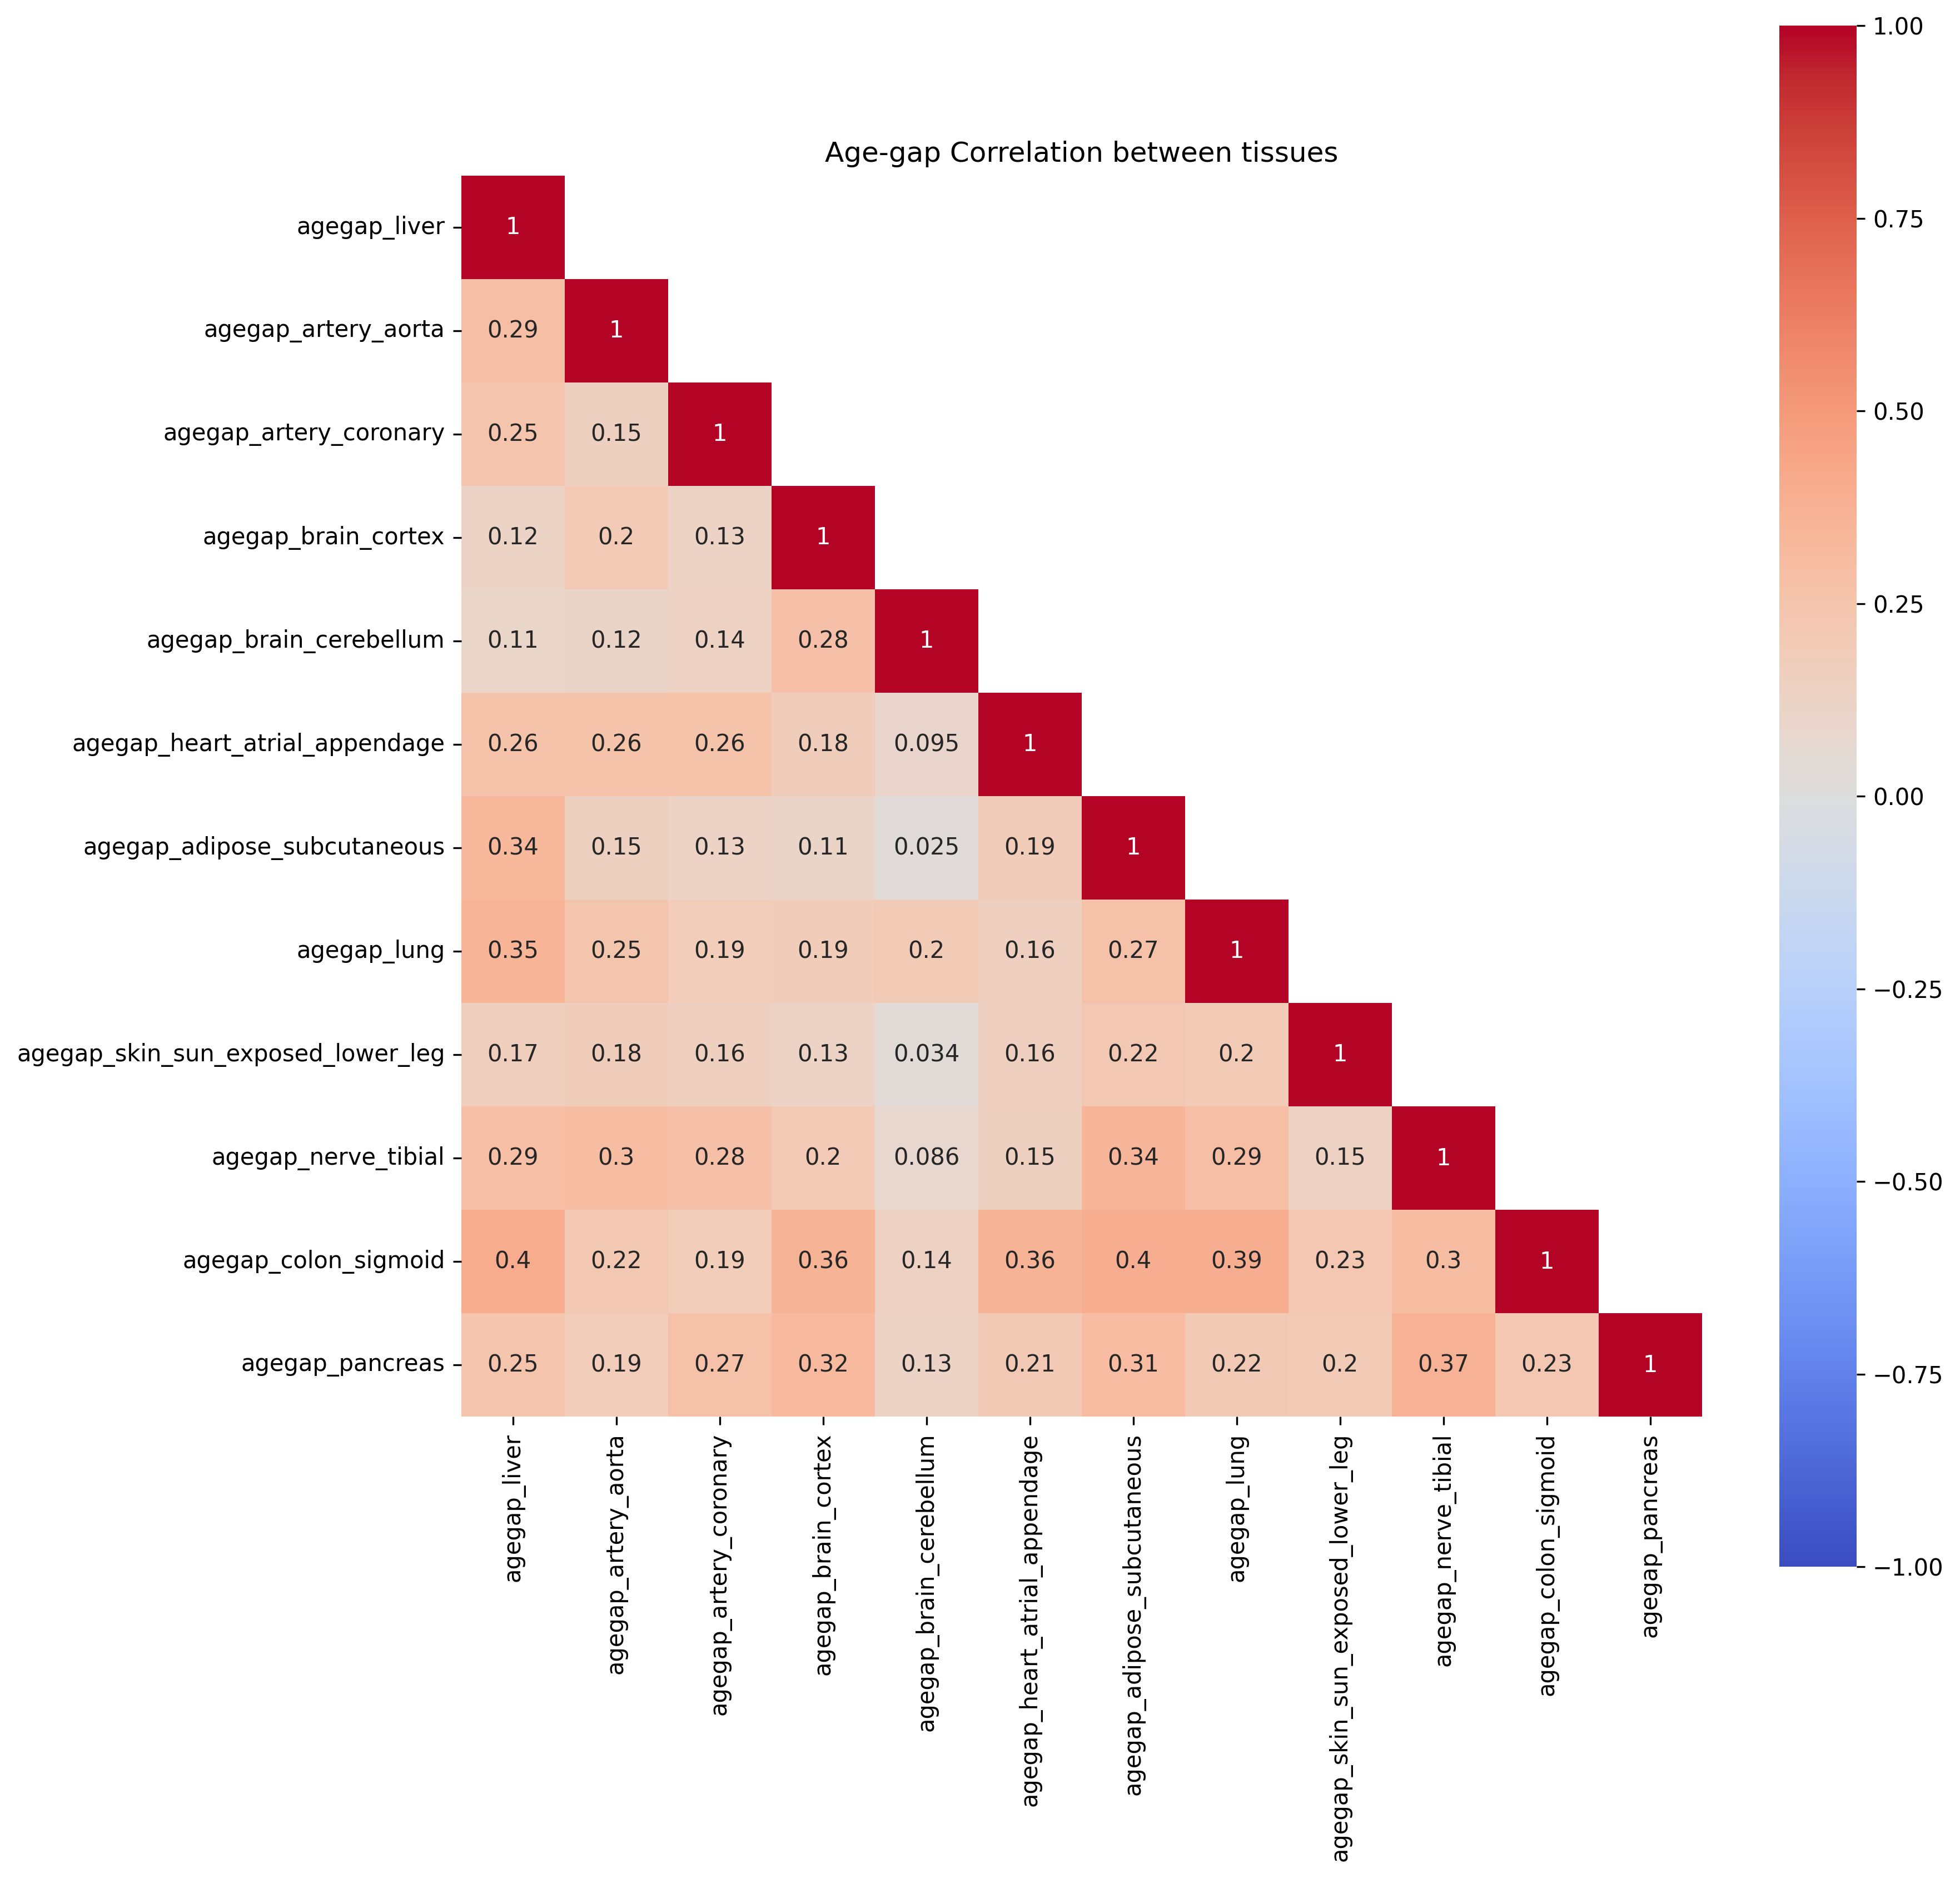 Age-gap Correlation between tissues
agegap_liver 1
agegap_artery_aorta 0.29 1
agegap_artery_coronary 0.25 0.15 1
agegap_brain_cortex 0.12 0.2 0.13 1
agegap_brain_cerebellum 0.11 0.12 0.14 0.28 1
agegap_heart_atrial_appendage 0.26 0.26 0.26 0.18 0.095 1
agegap_adipose_subcutaneous 0.34 0.15 0.13 0.11 0.025 0.19 1
agegap_lung 0.35 0.25 0.19 0.19 0.2 0.16 0.27 1
agegap_skin_sun_exposed_lower_leg 0.17 0.18 0.16 0.13 0.034 0.16 0.22 0.2 1
agegap_nerve_tibial 0.29 0.3 0.28 0.2 0.086 0.15 0.34 0.29 0.15 1
agegap_colon_sigmoid 0.4 0.22 0.19 0.36 0.14 0.36 0.4 0.39 0.23 0.3 1
agegap_pancreas 0.25 0.19 0.27 0.32 0.13 0.21 0.31 0.22 0.2 0.37 0.23 1
agegap_liver
agegap_artery_aorta
agegap_artery_coronary
agegap_brain_cortex
agegap_brain_cerebellum
agegap_heart_atrial_appendage
agegap_adipose_subcutaneous
agegap_lung
agegap_skin_sun_exposed_lower_leg
agegap_nerve_tibial
agegap_colon_sigmoid
agegap_pancreas
1.00
0.75
0.50
0.25
0.00
−0.25
−0.50
−0.75
−1.00